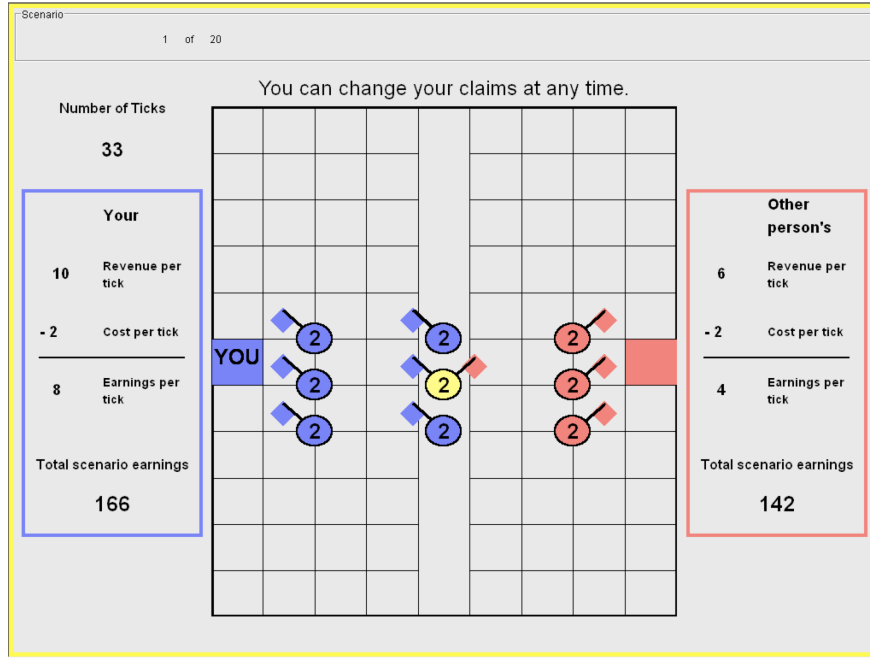 Scenario
1 of 20
You can change your claims at any time.
Number of Ticks
33
Your
10 Revenue per
tick
- 2 Cost per tick
8 Earnings per
tick
Total scenario earnings
166
2 2 2
YOU
2 2 2
2 2 2
Other
person's
6 Revenue per
tick
- 2 Cost per tick
4 Earnings per
tick
Total scenario earnings
142